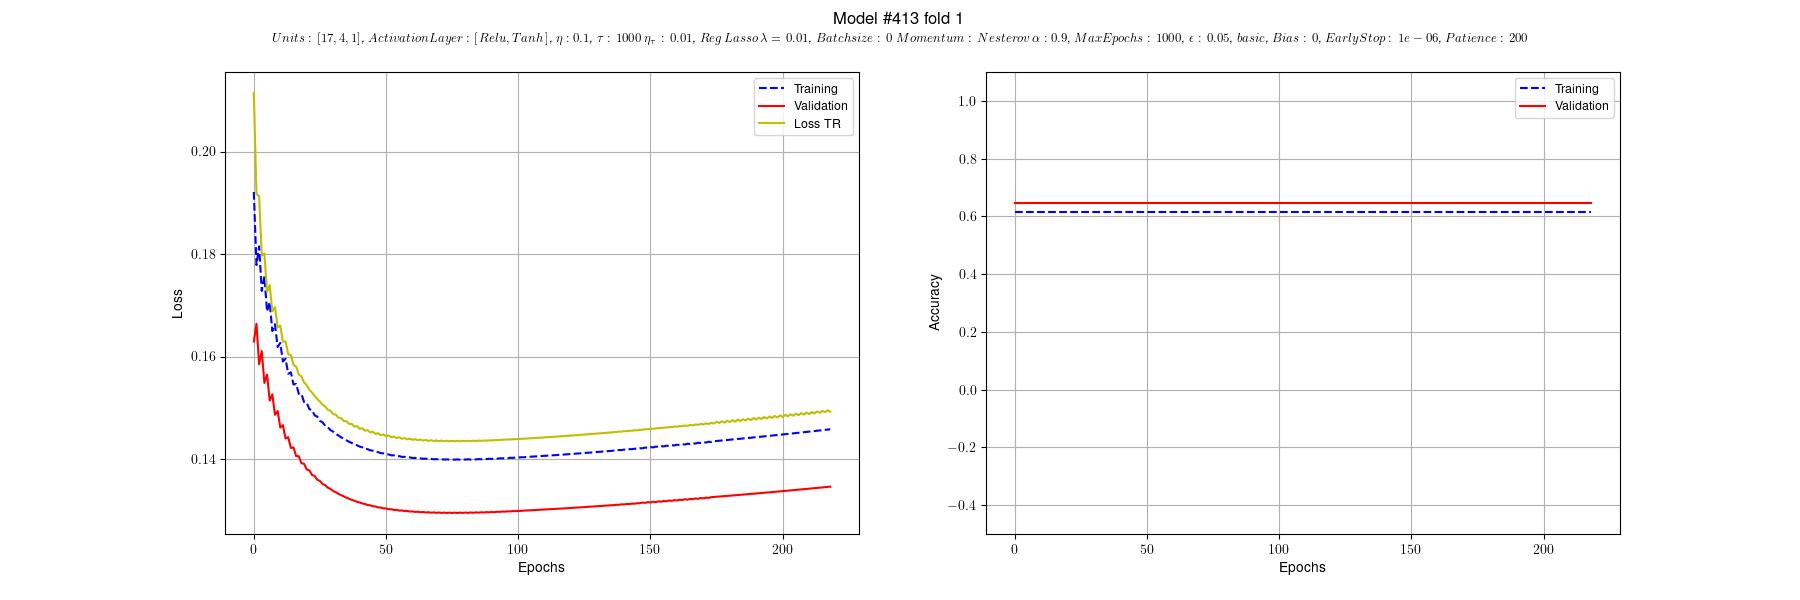 Model #413 fold 1
Units : [17, 4, 1], ActivationLayer : [Relu, Tanh], η : 0.1, τ : 1000 η_τ : 0.01, Reg Lasso λ = 0.01, Batchsize : 0 Momentum : Nesterov α : 0.9, MaxEpochs : 1000, ϵ : 0.05, basic, Bias : 0, EarlyStop : 1e − 06, Patience : 200
Training
Validation
Loss TR
0.20
0.18
0.16
0.14
Loss
0 50 100 150 200
Epochs
Training
Validation
1.0
0.8
0.6
0.4
0.2
0.0
−0.2
−0.4
Accuracy
0 50 100 150 200
Epochs